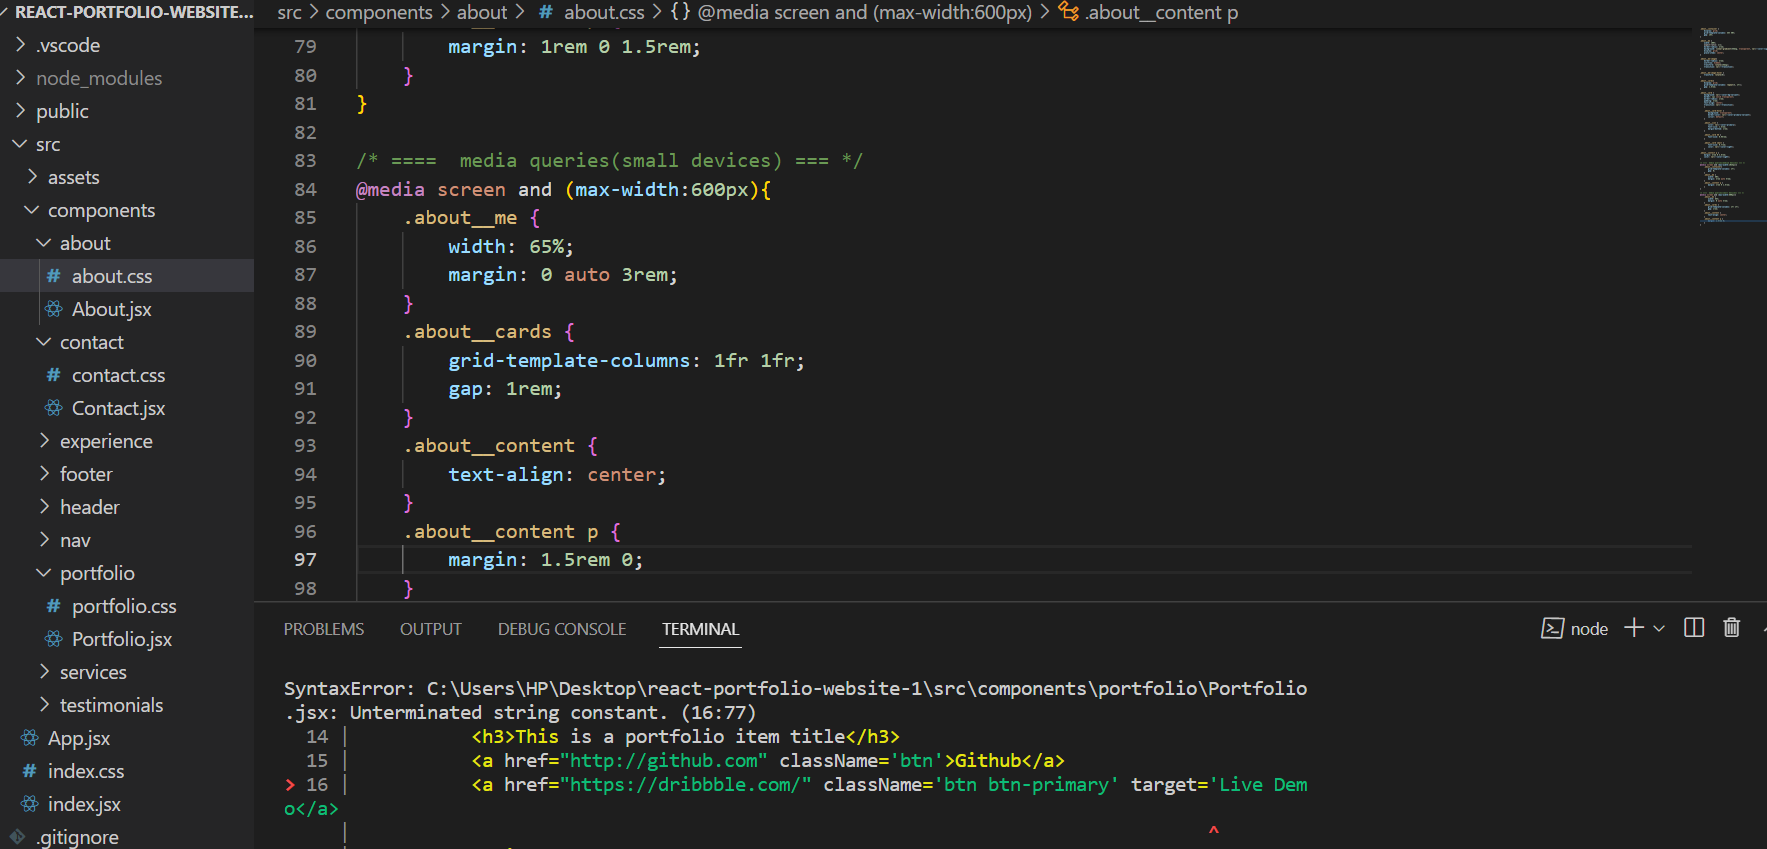 REACT-PORTFOLIO-WEBSITE...
.vscode
node_modules
public
src
assets
components
about
# about.css
About.jsx
contact
# contact.css
Contact.jsx
experience
footer
header
nav
portfolio
# portfolio.css
Portfolio.jsx
services
testimonials
App.jsx
# index.css
index.jsx
.gitignore
src > components > about > # about.css > {} @media screen and (max-width:600px) > .about__content p
79 margin: 1rem 0 1.5rem;
80 }
81 }
82
83 /* ==== media queries(small devices) === */
84 @media screen and (max-width:600px){
85 .about__me {
86 width: 65%;
87 margin: 0 auto 3rem;
88 }
89 .about__cards {
90 grid-template-columns: 1fr 1fr;
91 gap: 1rem;
92 }
93 .about__content {
94 text-align: center;
95 }
96 .about__content p {
97 margin: 1.5rem 0;
98 }
PROBLEMS OUTPUT DEBUG CONSOLE TERMINAL node
SyntaxError: C:\Users\HP\Desktop\react-portfolio-website-1\src\components\portfolio\Portfolio
.jsx: Unterminated string constant. (16:77)
14 | <h3>This is a portfolio item title</h3>
15 | <a href="http://github.com" className='btn'>Github</a>
> 16 | <a href="https://dribbble.com/" className='btn btn-primary' target='Live Dem
o</a>
| ^